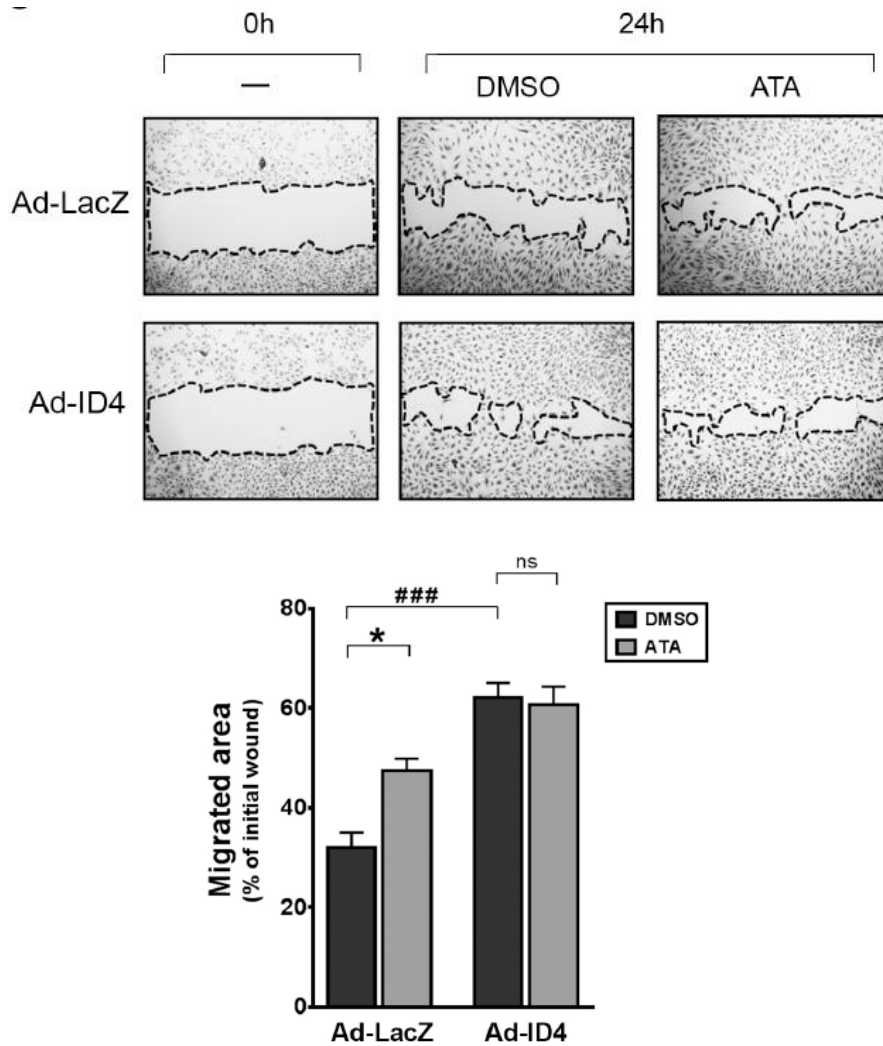 0h 24h
— DMSO ATA
Ad-LacZ
Ad-ID4
ns
###
*
DMSO
ATA
80
60
40
20
0
Migrated area
(% of initial wound)
Ad-LacZ Ad-ID4